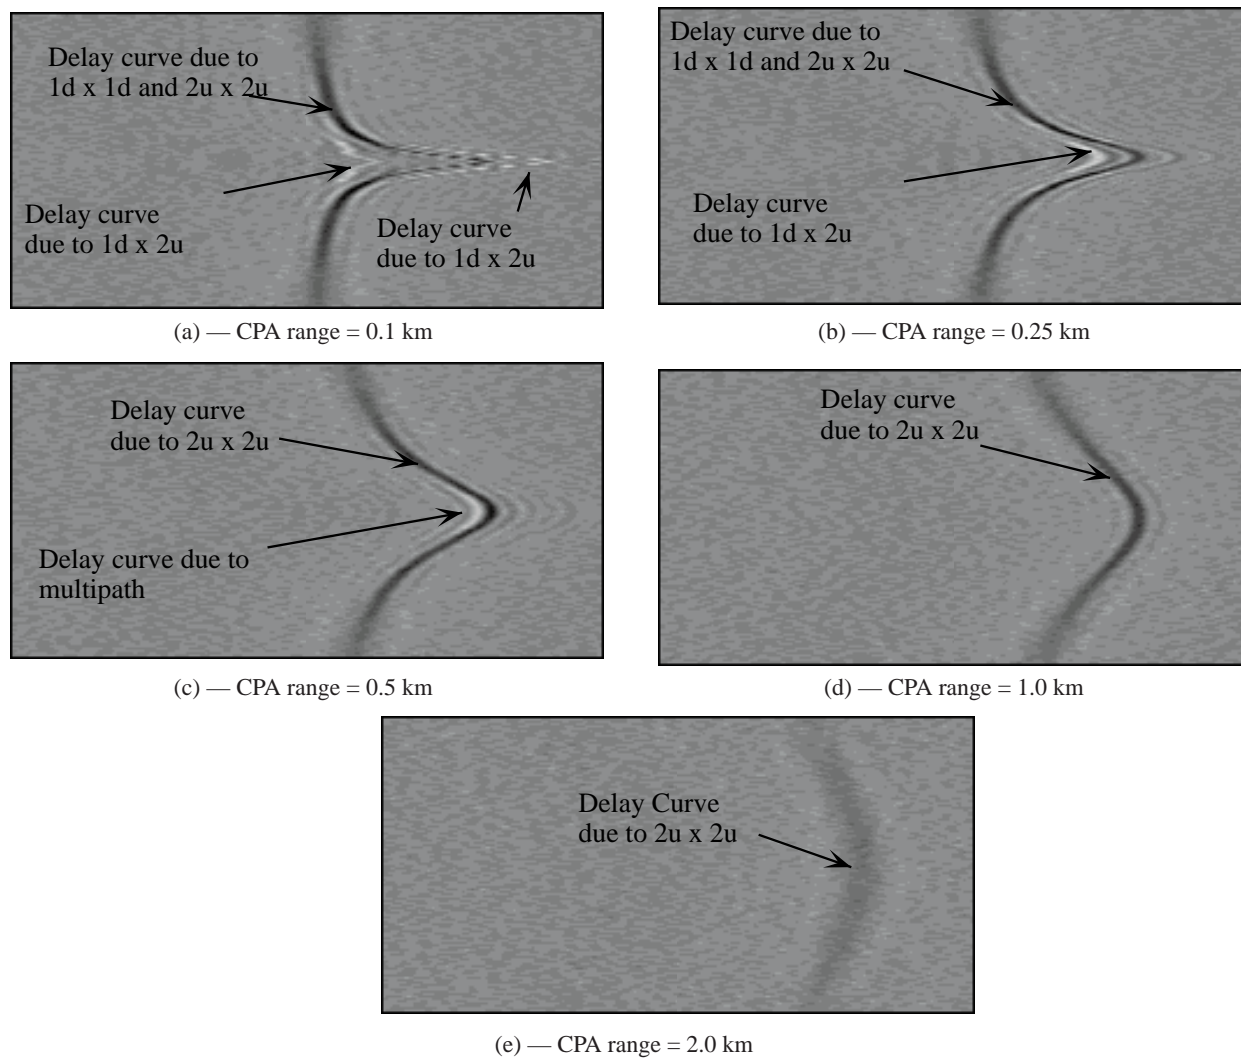 Delay curve due to
1d x 1d and 2u x 2u
Delay curve
due to 1d x 2u
Delay curve
due to 1d x 2u
(a) — CPA range = 0.1 km
Delay curve due to
1d x 1d and 2u x 2u
Delay curve
due to 1d x 2u
(b) — CPA range = 0.25 km
Delay curve
due to 2u x 2u
Delay curve due to
multipath
(c) — CPA range = 0.5 km
Delay curve
due to 2u x 2u
(d) — CPA range = 1.0 km
Delay Curve
due to 2u x 2u
(e) — CPA range = 2.0 km